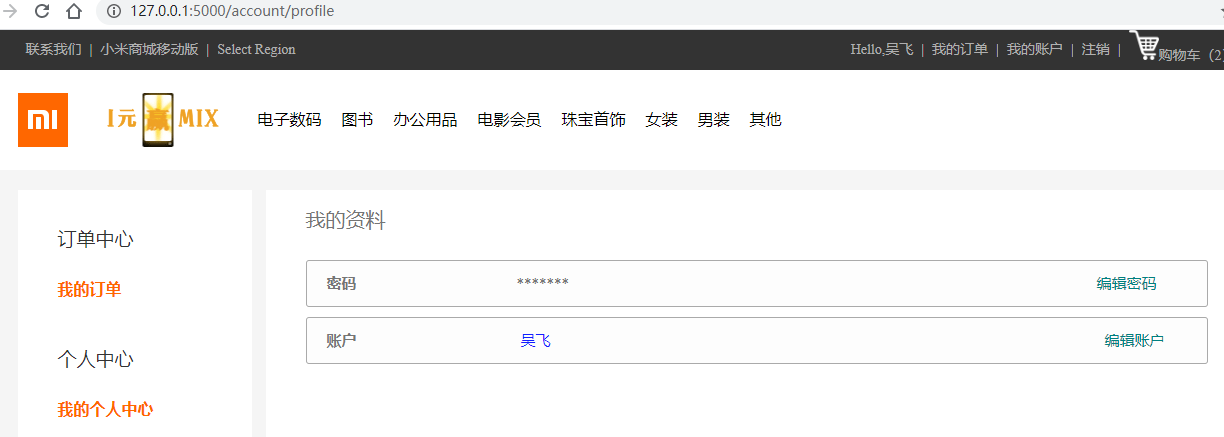 127.0.0.1:5000/account/profile
联系我们 | 小米商城移动版 | Select Region
Hello,吴飞 | 我的订单 | 我的账户 | 注销 | 购物车（2）
mi
1元 赢 MIX
电子数码 图书 办公用品 电影会员 珠宝首饰 女装 男装 其他
订单中心
我的订单
个人中心
我的个人中心
我的资料
密码 ******* 编辑密码
账户 吴飞 编辑账户